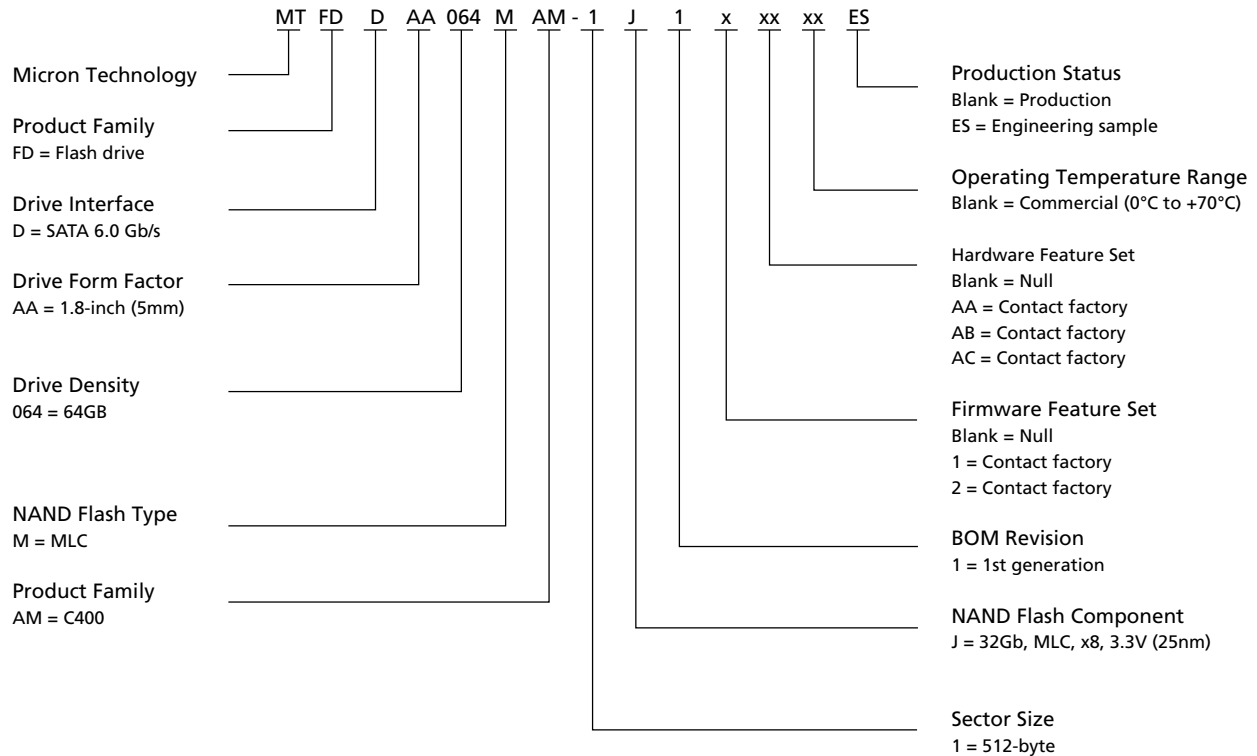 MT FD D AA 064 M AM - 1 J 1 x xx xx ES
Micron Technology
Product Family
FD = Flash drive
Drive Interface
D = SATA 6.0 Gb/s
Drive Form Factor
AA = 1.8-inch (5mm)
Drive Density
064 = 64GB
NAND Flash Type
M = MLC
Product Family
AM = C400
Production Status
Blank = Production
ES = Engineering sample
Operating Temperature Range
Blank = Commercial (0°C to +70°C)
Hardware Feature Set
Blank = Null
AA = Contact factory
AB = Contact factory
AC = Contact factory
Firmware Feature Set
Blank = Null
1 = Contact factory
2 = Contact factory
BOM Revision
1 = 1st generation
NAND Flash Component
J = 32Gb, MLC, x8, 3.3V (25nm)
Sector Size
1 = 512-byte